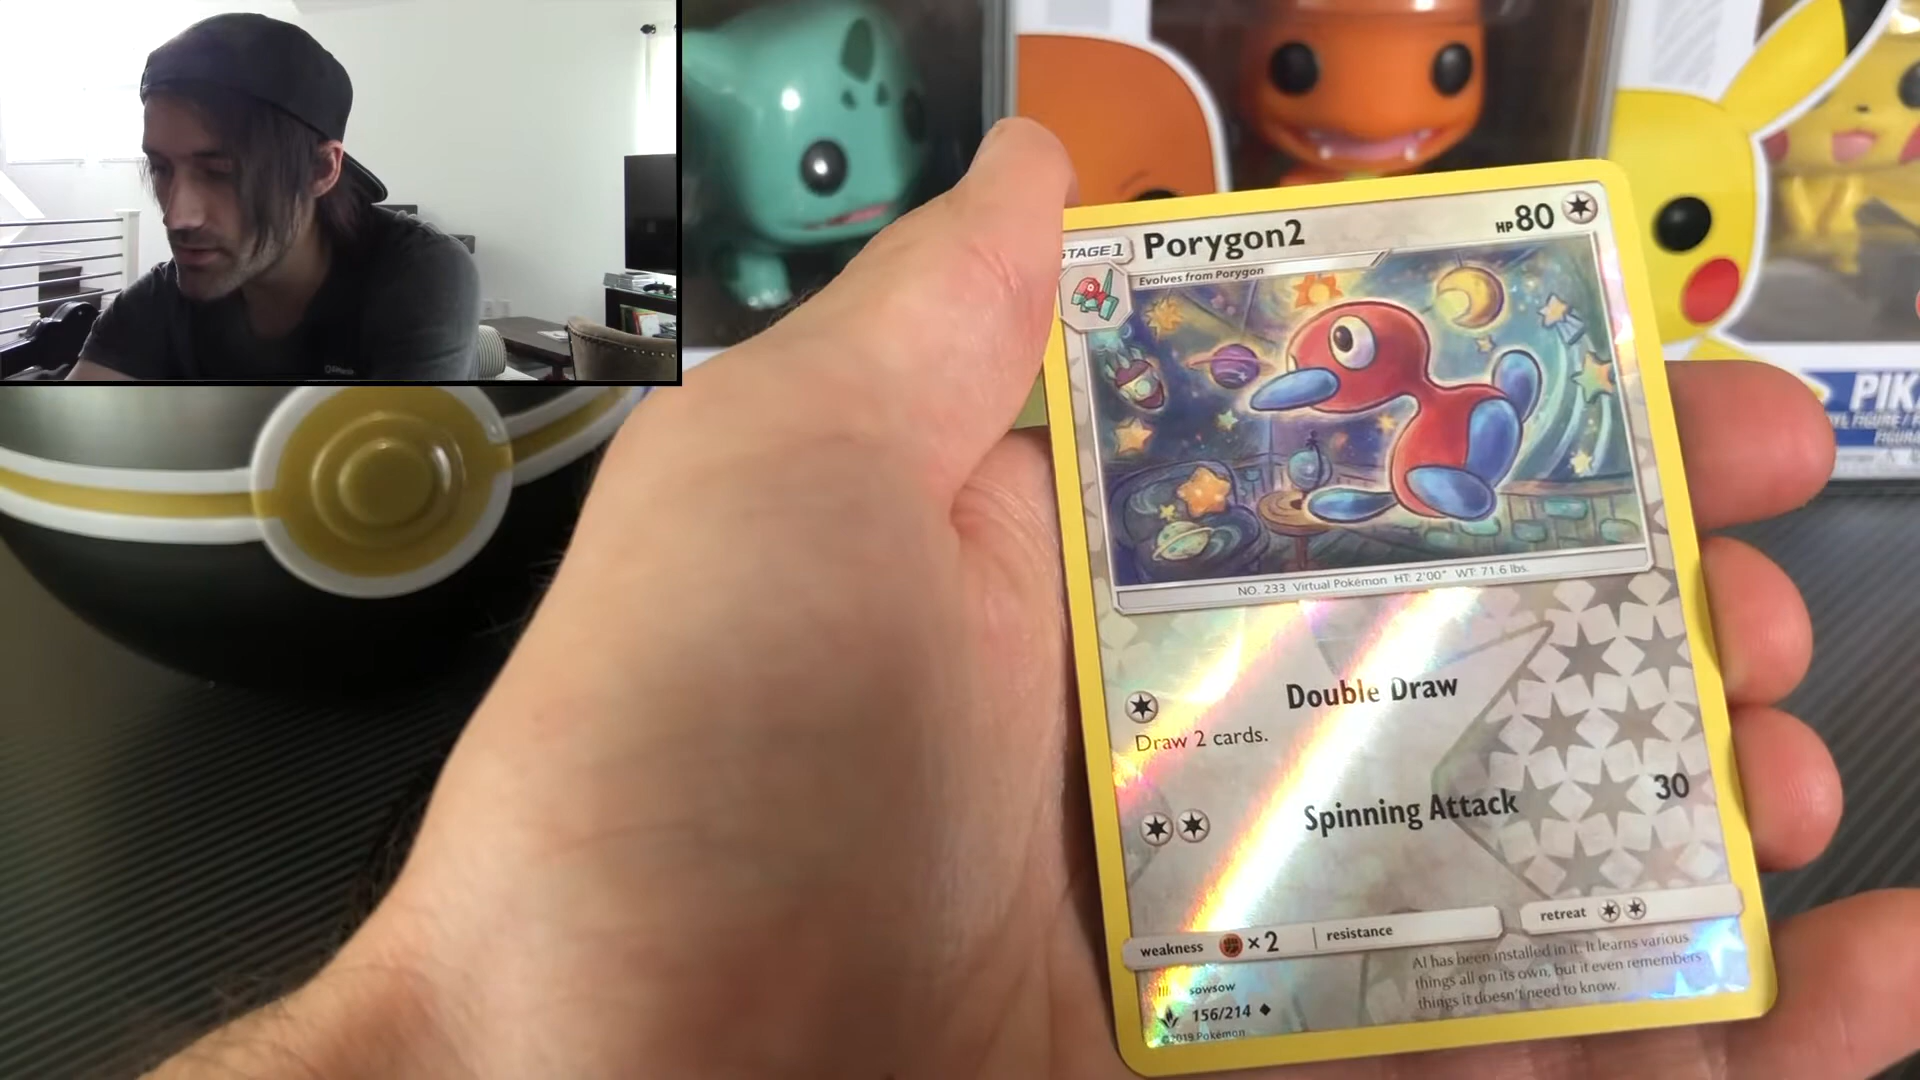 STAGE1
Porygon2
HP 80
Evolves from Porygon
NO. 233 Virtual Pokémon HT: 2'00" WT: 71.6 lbs.
Double Draw
Draw 2 cards.
Spinning Attack
30
weakness ×2
resistance
retreat
AI has been installed in it. It learns various
things all on its own, but it even remembers
things it doesn't need to know.
sowsow
156/214
©2019 Pokémon
PIK
FIGURE